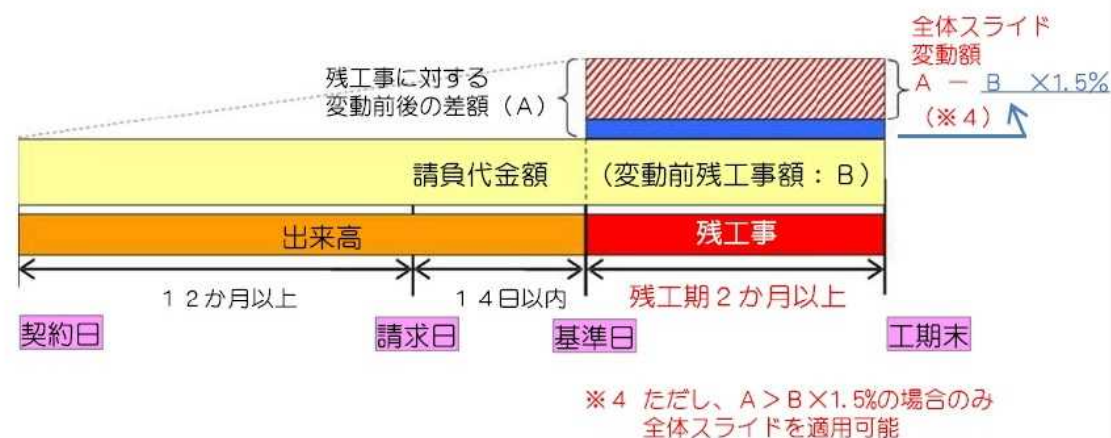 全体スライド
変動額
A － B ×1.5%
（※４）
残工事に対する
変動前後の差額（A）
請負代金額 （変動前残工事額：B）
出来高 残工事
１２か月以上 １４日以内 残工期２か月以上
契約日 請求日 基準日 工期末
※４ ただし、A＞B×1.5%の場合のみ
全体スライドを適用可能